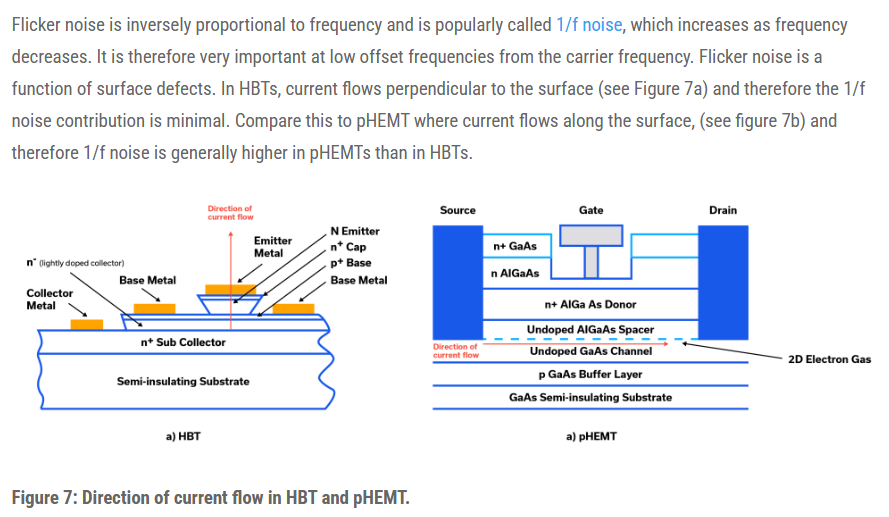 Flicker noise is inversely proportional to frequency and is popularly called 1/f noise, which increases as frequency
decreases. It is therefore very important at low offset frequencies from the carrier frequency. Flicker noise is a
function of surface defects. In HBTs, current flows perpendicular to the surface (see Figure 7a) and therefore the 1/f
noise contribution is minimal. Compare this to pHEMT where current flows along the surface, (see figure 7b) and
therefore 1/f noise is generally higher in pHEMTs than in HBTs.
Direction of
current flow
N Emitter
Emitter
Metal
n⁺ Cap
p+ Base
Base Metal
n⁻ (lightly doped collector)
Base Metal
Collector
Metal
n⁺ Sub Collector
Semi-insulating Substrate
a) HBT
Source
Gate
Drain
n+ GaAs
n AlGaAs
n+ AlGa As Donor
Undoped AlGaAs Spacer
Direction of
current flow
Undoped GaAs Channel
2D Electron Gas
p GaAs Buffer Layer
GaAs Semi-insulating Substrate
a) pHEMT
Figure 7: Direction of current flow in HBT and pHEMT.